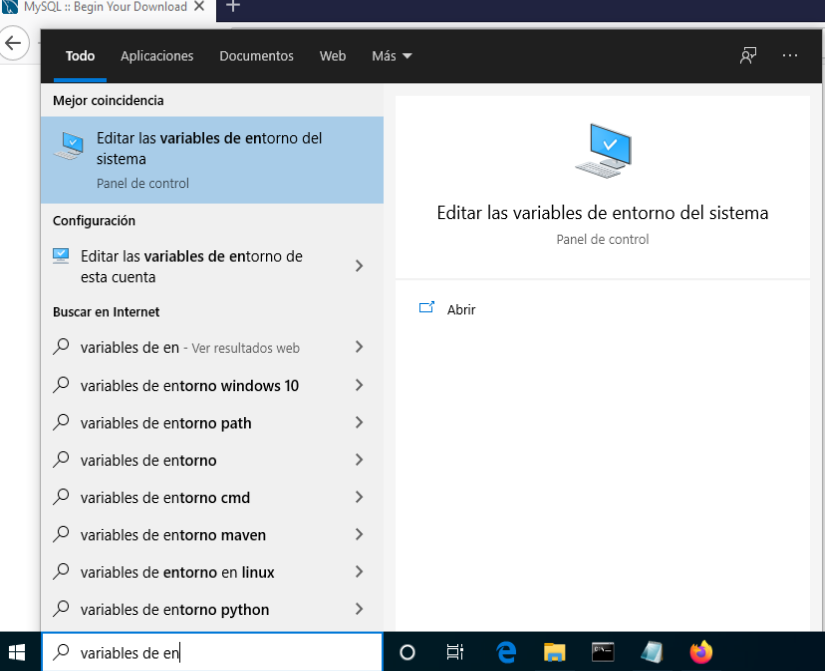 MySQL :: Begin Your Download
Todo Aplicaciones Documentos Web Más
Mejor coincidencia
Editar las variables de entorno del
sistema
Panel de control
Configuración
Editar las variables de entorno de
esta cuenta
Buscar en Internet
variables de en - Ver resultados web
variables de entorno windows 10
variables de entorno path
variables de entorno
variables de entorno cmd
variables de entorno maven
variables de entorno en linux
variables de entorno python
Editar las variables de entorno del sistema
Panel de control
Abrir
variables de en